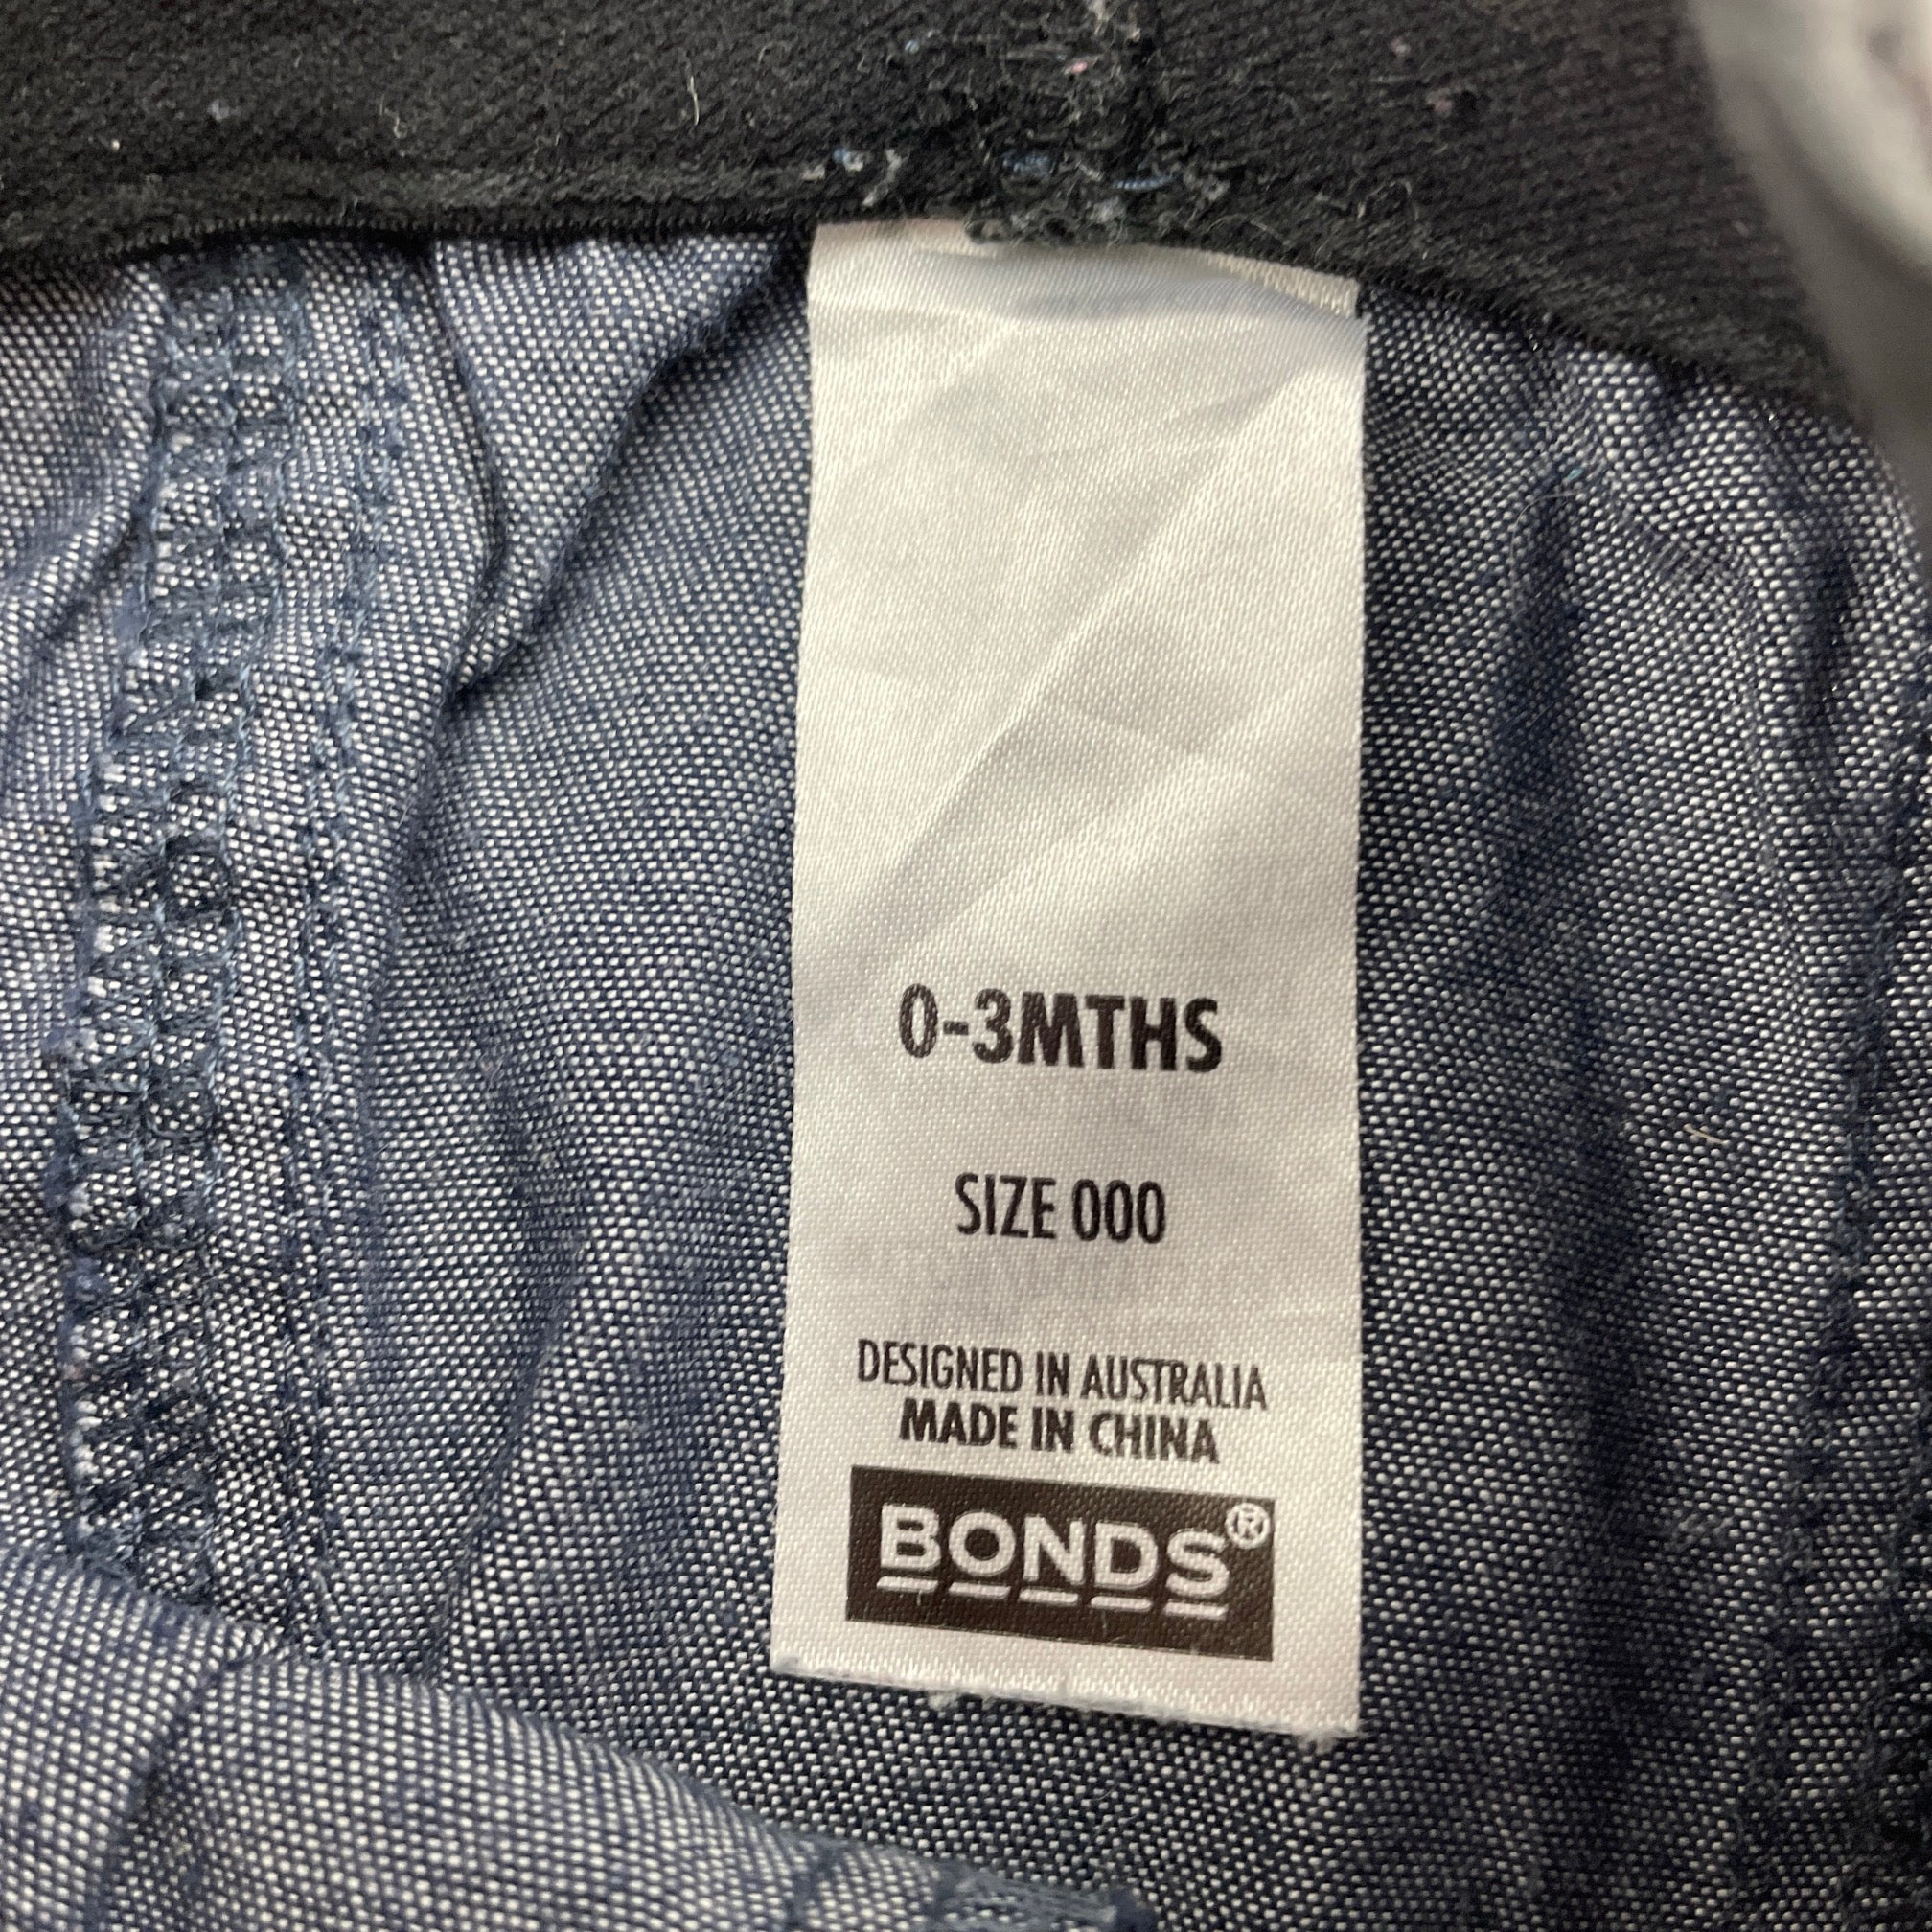 0-3MTHS
SIZE 000
DESIGNED IN AUSTRALIA
MADE IN CHINA
BONDS®